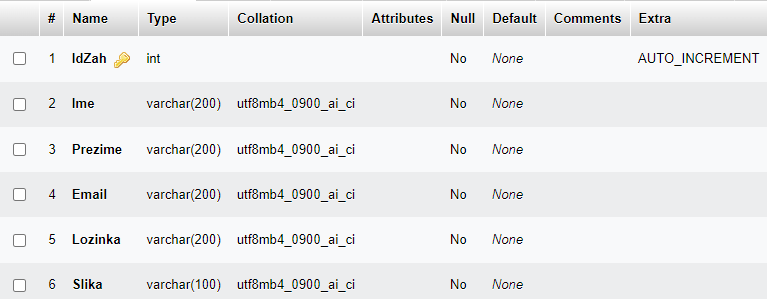 # Name Type Collation Attributes Null Default Comments Extra
1 IdZah int No None AUTO_INCREMENT
2 Ime varchar(200) utf8mb4_0900_ai_ci No None
3 Prezime varchar(200) utf8mb4_0900_ai_ci No None
4 Email varchar(200) utf8mb4_0900_ai_ci No None
5 Lozinka varchar(200) utf8mb4_0900_ai_ci No None
6 Slika varchar(100) utf8mb4_0900_ai_ci No None